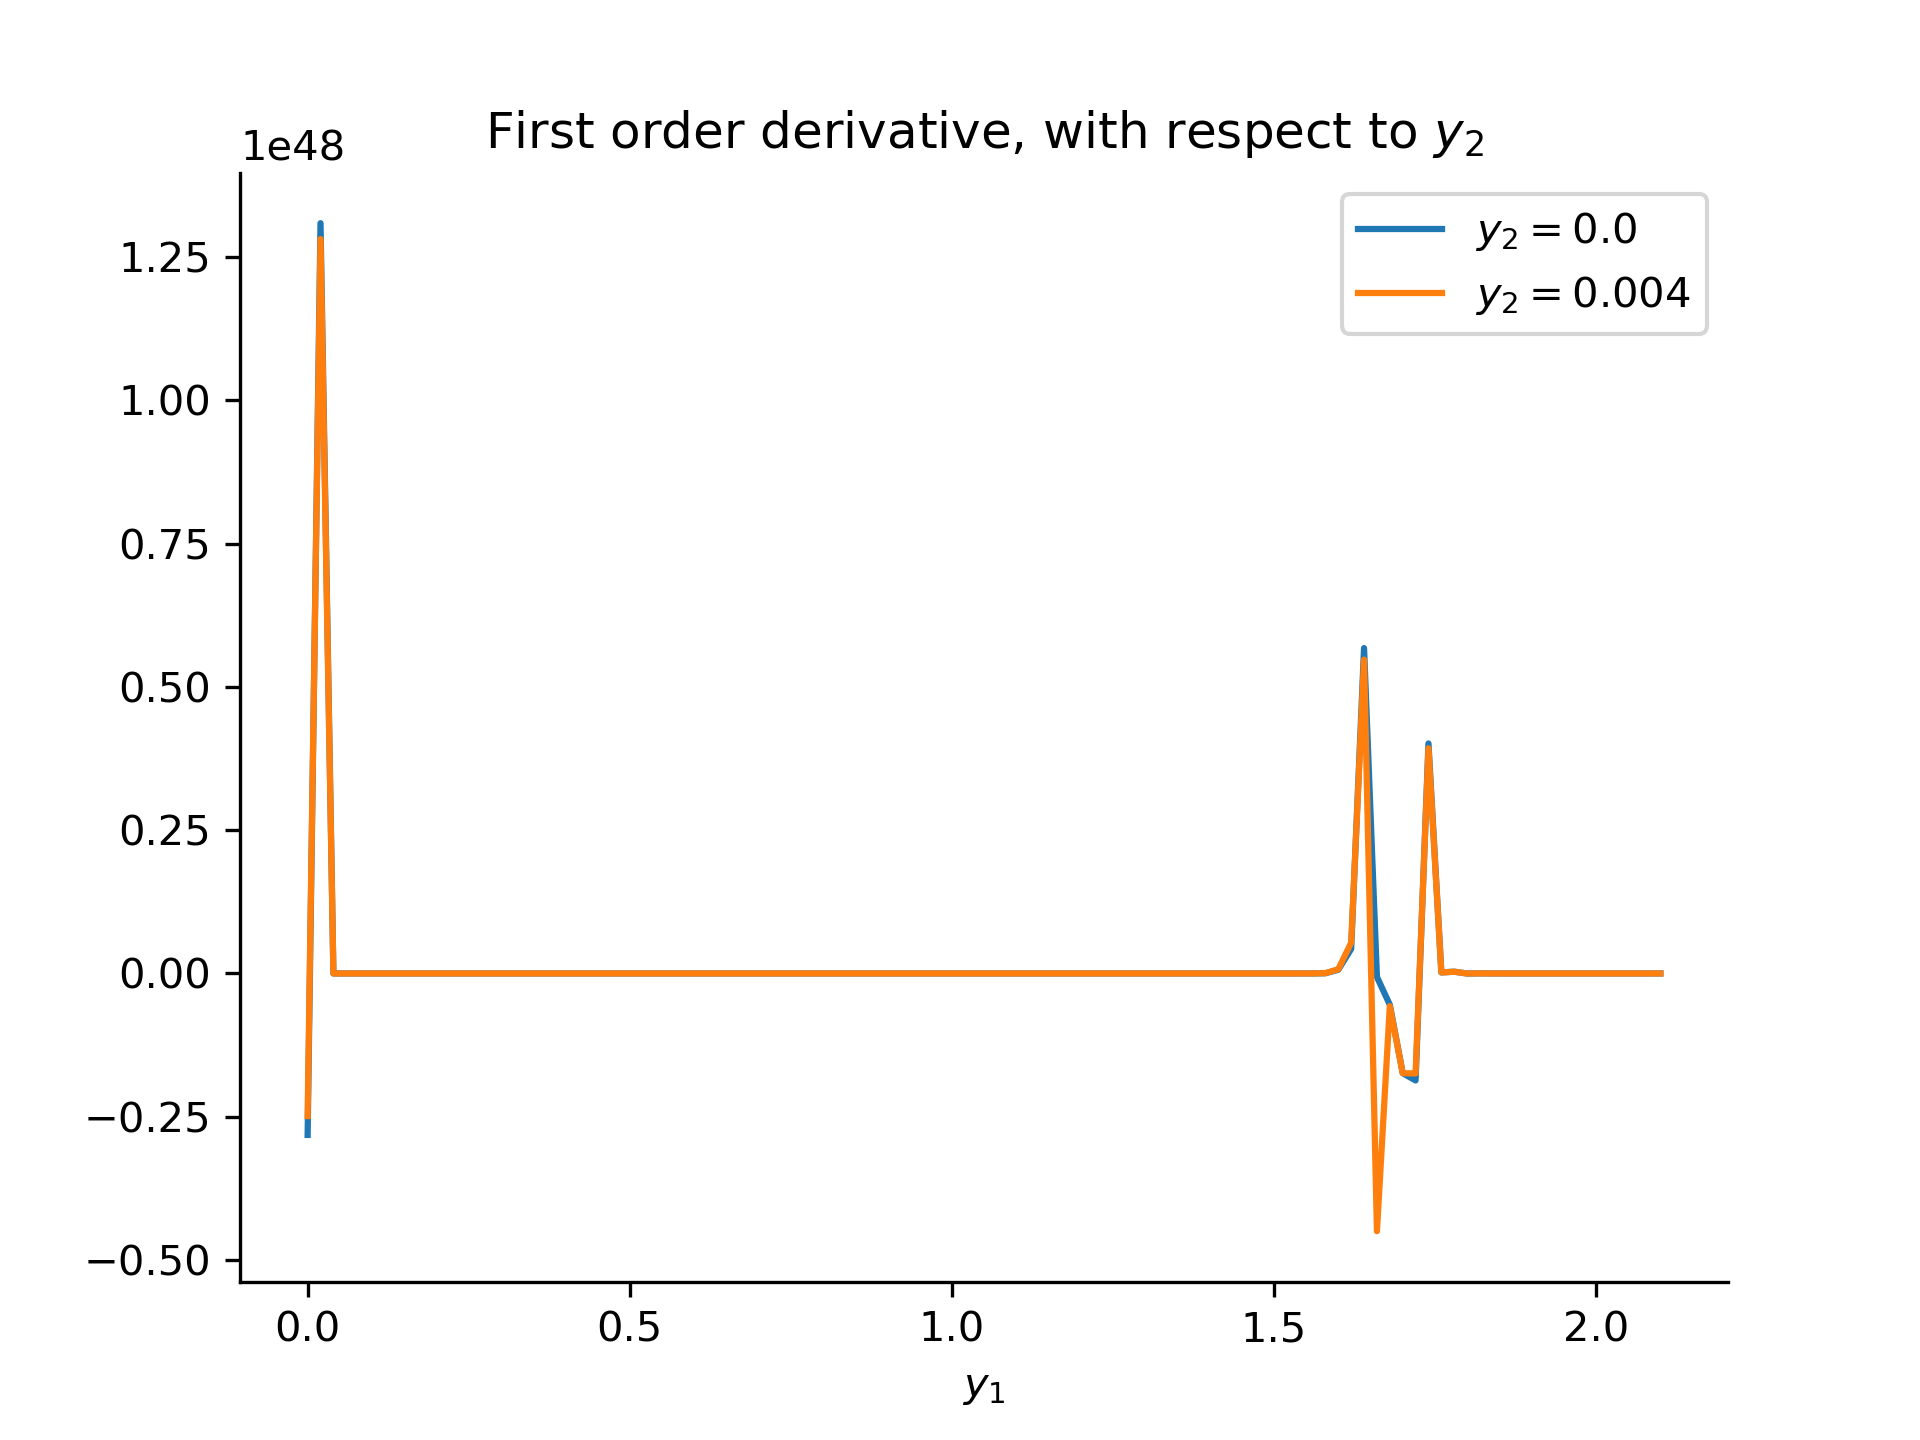 First order derivative, with respect to y₂
1e48
y₂ = 0.0
y₂ = 0.004
1.25
1.00
0.75
0.50
0.25
0.00
−0.25
−0.50
0.0 0.5 1.0 1.5 2.0
y₁